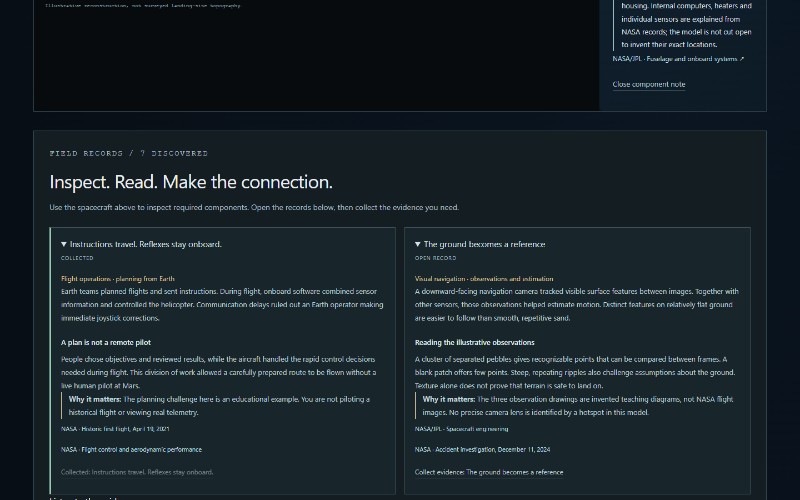 Illustrative reconstruction, not surveyed landing-site topography.
housing. Internal computers, heaters and
individual sensors are explained from
NASA records; the model is not cut open
to invent their exact locations.
NASA/JPL · Fuselage and onboard systems ↗
Close component note
FIELD RECORDS / 7 DISCOVERED
Inspect. Read. Make the connection.
Use the spacecraft above to inspect required components. Open the records below, then collect the evidence you need.
▼ Instructions travel. Reflexes stay onboard.
COLLECTED
Flight operations · planning from Earth
Earth teams planned flights and sent instructions. During flight, onboard software combined sensor
information and controlled the helicopter. Communication delays ruled out an Earth operator making
immediate joystick corrections.
A plan is not a remote pilot
People chose objectives and reviewed results, while the aircraft handled the rapid control decisions
needed during flight. This division of work allowed a carefully prepared route to be flown without a
live human pilot at Mars.
Why it matters: The planning challenge here is an educational example. You are not piloting a
historical flight or viewing real telemetry.
NASA · Historic first flight, April 19, 2021
NASA · Flight control and aerodynamic performance
Collected: Instructions travel. Reflexes stay onboard.
▼ The ground becomes a reference
OPEN RECORD
Visual navigation · observations and estimation
A downward-facing navigation camera tracked visible surface features between images. Together with
other sensors, those observations helped estimate motion. Distinct features on relatively flat ground
are easier to follow than smooth, repetitive sand.
Reading the illustrative observations
A cluster of separated pebbles gives recognizable points that can be compared between frames. A
blank patch offers few points. Steep, repeating ripples also challenge assumptions about the ground.
Texture alone does not prove that terrain is safe to land on.
Why it matters: The three observation drawings are invented teaching diagrams, not NASA flight
images. No precise camera lens is identified by a hotspot in this model.
NASA/JPL · Spacecraft engineering
NASA · Accident Investigation, December 11, 2024
Collect evidence: The ground becomes a reference